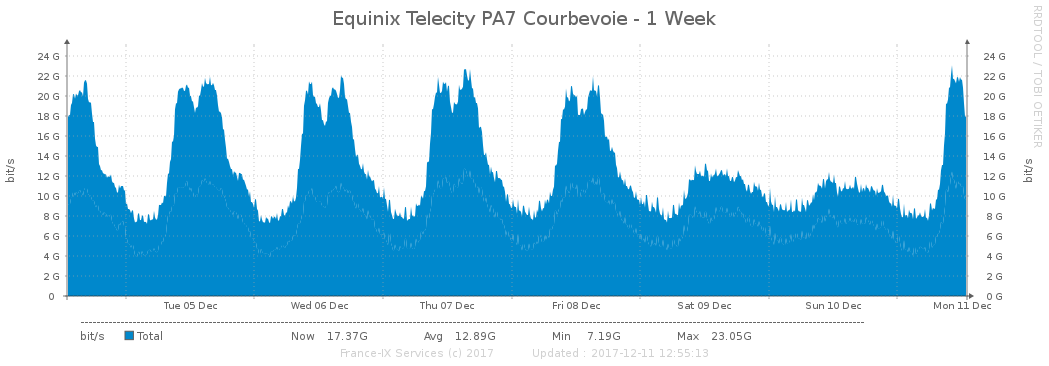 Equinix Telecity PA7 Courbevoie - 1 Week
RRDTOOL / TOBI OETIKER
bit/s
24 G 24 G
22 G 22 G
20 G 20 G
18 G 18 G
16 G 16 G
14 G 14 G
12 G 12 G
10 G 10 G
8 G 8 G
6 G 6 G
4 G 4 G
2 G 2 G
0 0 G
bit/s
Tue 05 Dec Wed 06 Dec Thu 07 Dec Fri 08 Dec Sat 09 Dec Sun 10 Dec Mon 11 Dec
bit/s Total Now 17.37G Avg 12.89G Min 7.19G Max 23.05G
France-IX Services (c) 2017 Updated : 2017-12-11 12:55:13